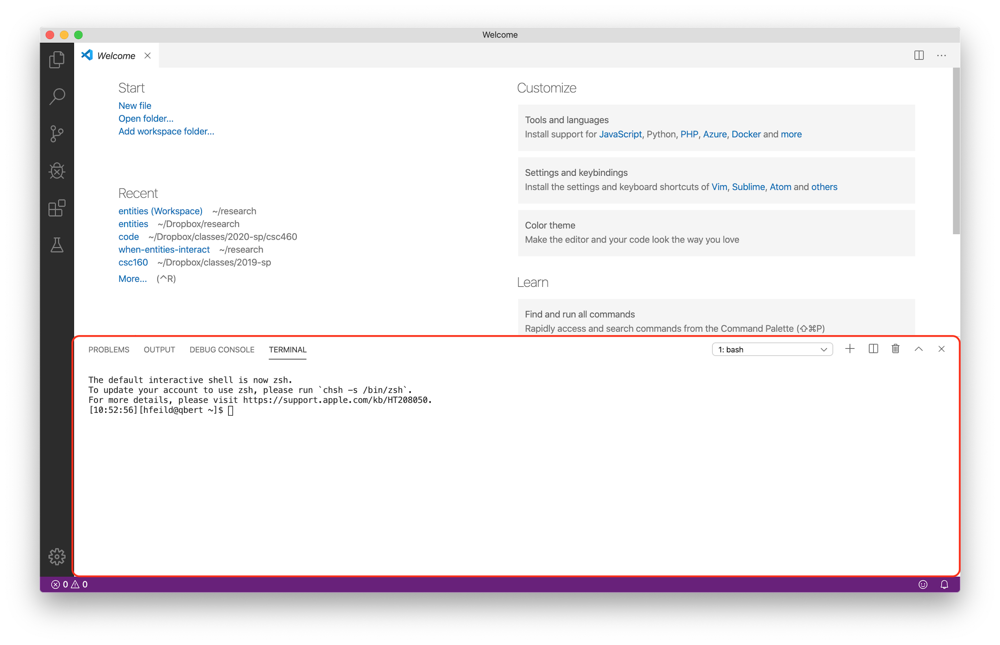 Welcome
Welcome
Start
New file
Open folder...
Add workspace folder...
Recent
entities (Workspace) ~/research
entities ~/Dropbox/research
code ~/Dropbox/classes/2020-sp/csc460
when-entities-interact ~/research
csc160 ~/Dropbox/classes/2019-sp
More... (^R)
Customize
Tools and languages
Install support for JavaScript, Python, PHP, Azure, Docker and more
Settings and keybindings
Install the settings and keyboard shortcuts of Vim, Sublime, Atom and others
Color theme
Make the editor and your code look the way you love
Learn
Find and run all commands
Rapidly access and search commands from the Command Palette (⇧⌘P)
PROBLEMS OUTPUT DEBUG CONSOLE TERMINAL 1: bash
The default interactive shell is now zsh.
To update your account to use zsh, please run `chsh -s /bin/zsh`.
For more details, please visit https://support.apple.com/kb/HT208050.
[10:52:56][hfeild@qbert ~]$
0 0